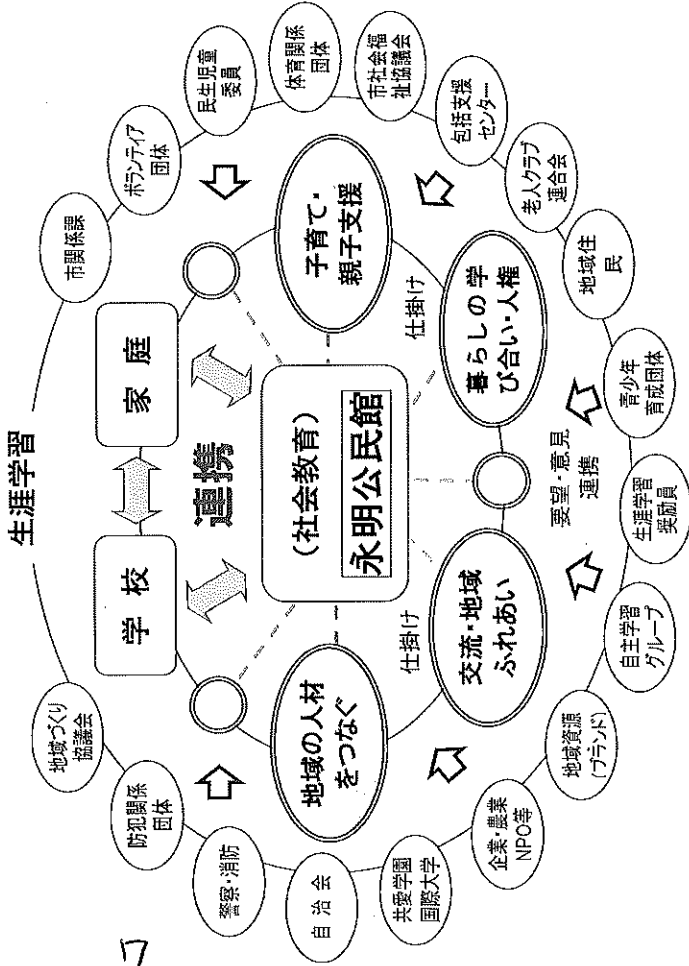 生涯学習
学校
家庭
連携
(社会教育)
永明公民館
子育て・
親子支援
暮らしの学
び合い・人権
交流・地域
ふれあい
地域の人材
をつなぐ
仕掛け
仕掛け
要望・意見
連携
市関係課
ボランティア
団体
民生児童
委員
体育関係
団体
市社会福
祉協議会
包括支援
センター
老人クラブ
連合会
地域住
民
青少年
育成団体
生涯学習
奨励員
自主学習
グループ
地域資源
(ブランド)
企業・農業
NPO等
共愛学園
国際大学
自治会
警察・消防
防犯関係
団体
地域づくり
協議会